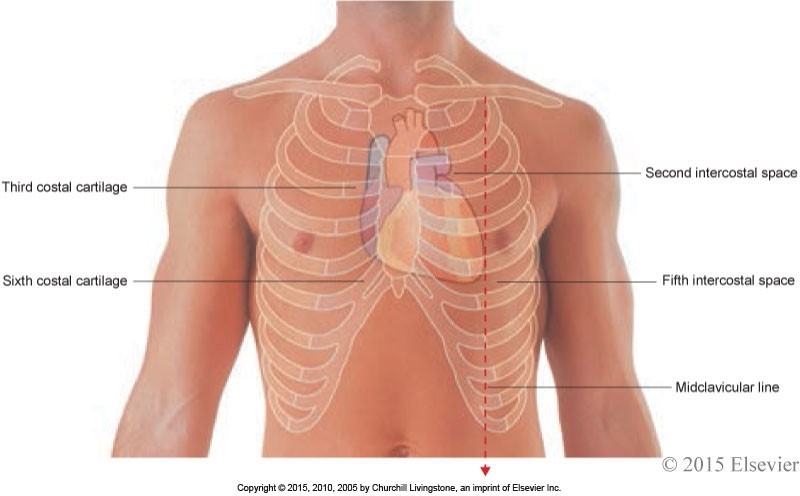 Second intercostal space
Third costal cartilage
Sixth costal cartilage
Fifth intercostal space
Midclavicular line
© 2015 Elsevier
Copyright © 2015, 2010, 2005 by Churchill Livingstone, an imprint of Elsevier Inc.